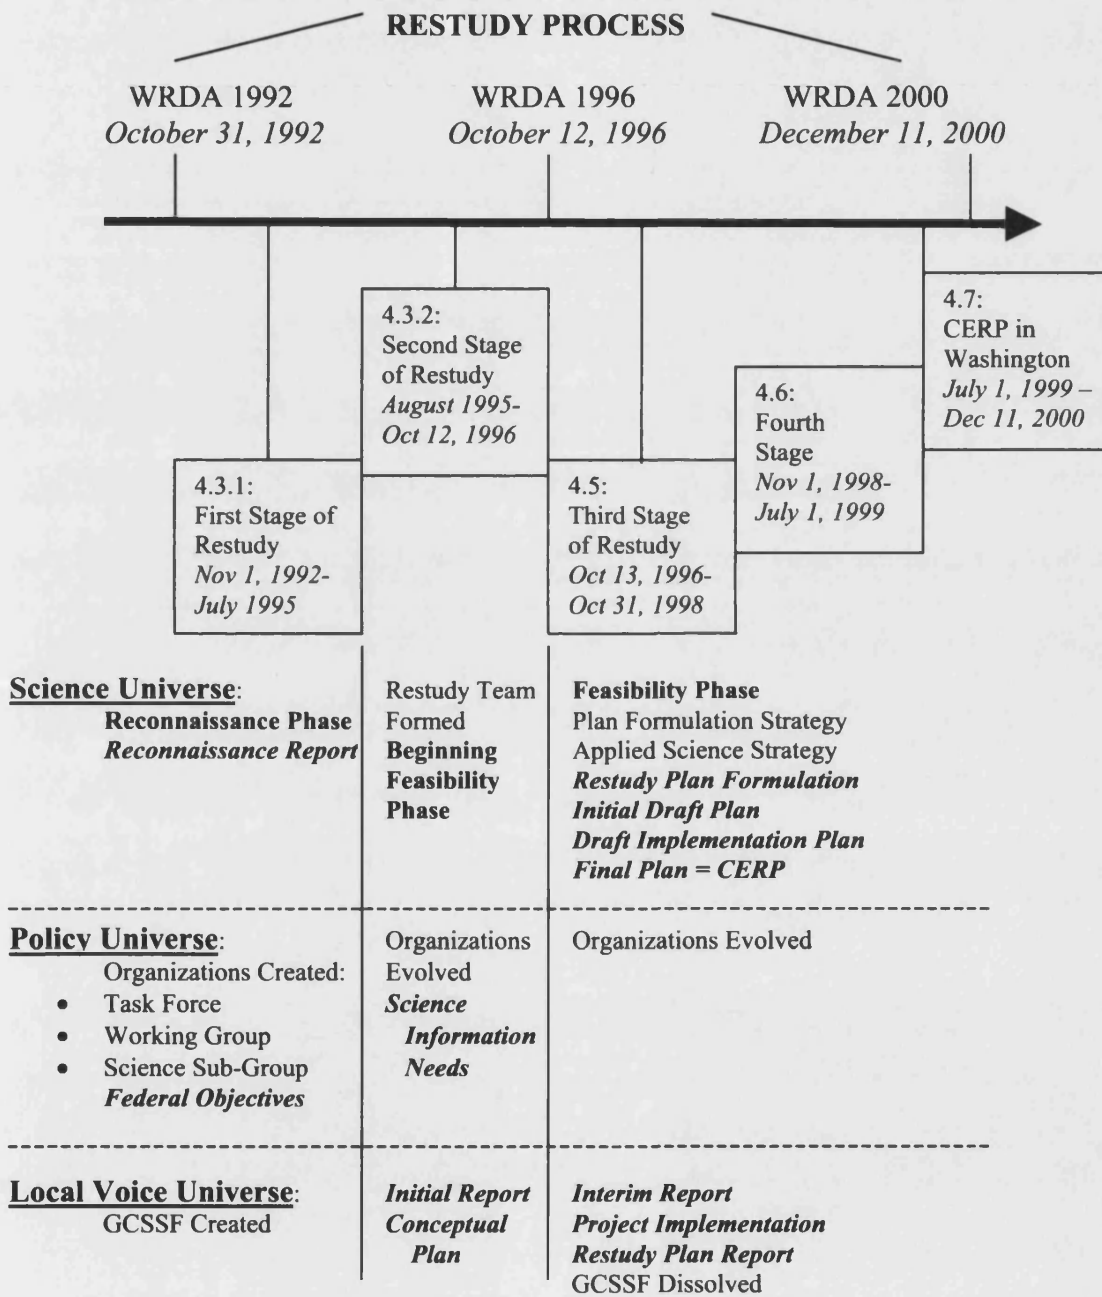 RESTUDY PROCESS
WRDA 1992
October 31, 1992
WRDA 1996
October 12, 1996
WRDA 2000
December 11, 2000
4.3.1:
First Stage of
Restudy
Nov 1, 1992-
July 1995
4.3.2:
Second Stage
of Restudy
August 1995-
Oct 12, 1996
4.5:
Third Stage
of Restudy
Oct 13, 1996-
Oct 31, 1998
4.6:
Fourth
Stage
Nov 1, 1998-
July 1, 1999
4.7:
CERP in
Washington
July 1, 1999 –
Dec 11, 2000
Science Universe:
Reconnaissance Phase
Reconnaissance Report
Restudy Team
Formed
Beginning
Feasibility
Phase
Feasibility Phase
Plan Formulation Strategy
Applied Science Strategy
Restudy Plan Formulation
Initial Draft Plan
Draft Implementation Plan
Final Plan = CERP
Policy Universe:
Organizations Created:
• Task Force
• Working Group
• Science Sub-Group
Federal Objectives
Organizations
Evolved
Science
Information
Needs
Organizations Evolved
Local Voice Universe:
GCSSF Created
Initial Report
Conceptual
Plan
Interim Report
Project Implementation
Restudy Plan Report
GCSSF Dissolved